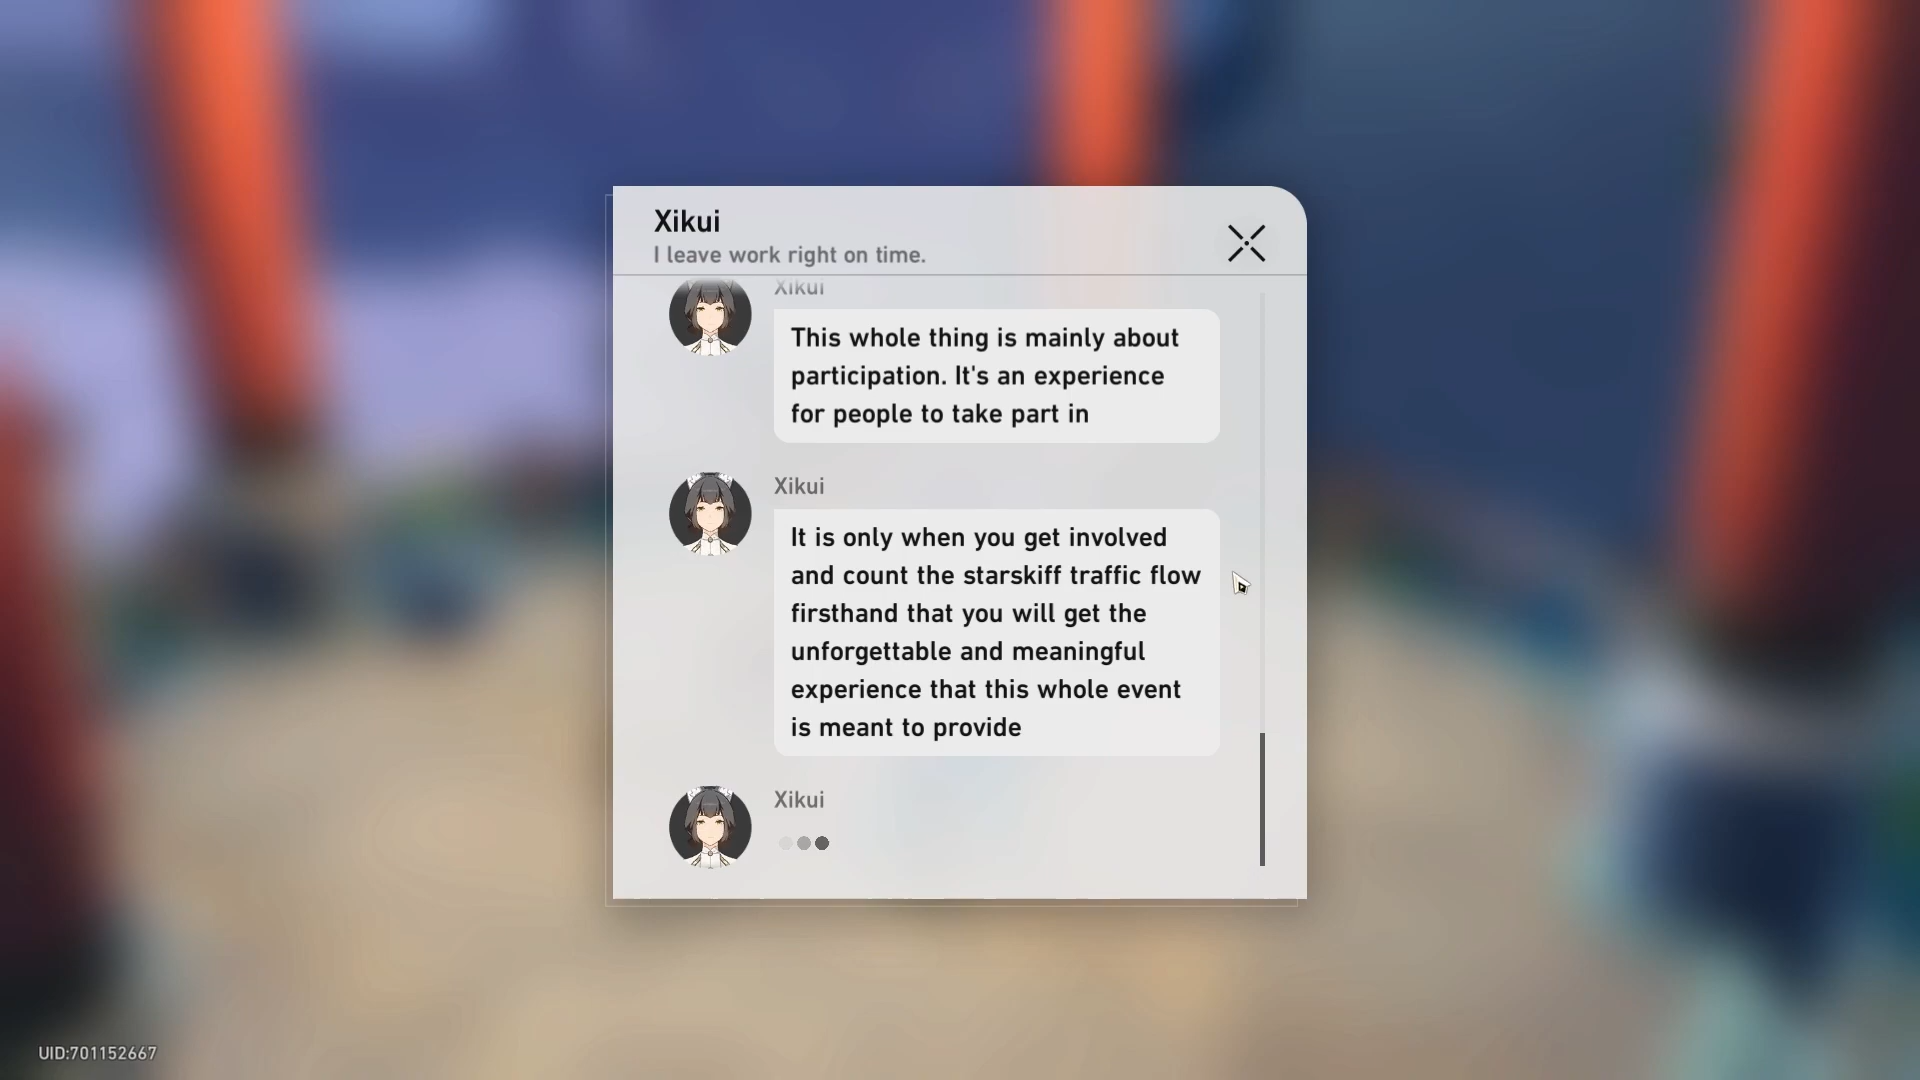 Xikui
I leave work right on time.
Xikui
This whole thing is mainly about
participation. It's an experience
for people to take part in
Xikui
It is only when you get involved
and count the starskiff traffic flow
firsthand that you will get the
unforgettable and meaningful
experience that this whole event
is meant to provide
Xikui
UID:701152667